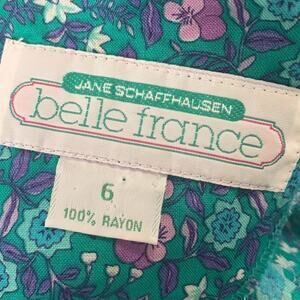 JANE SCHAFFHAUSEN
belle france
6
100% RAYON